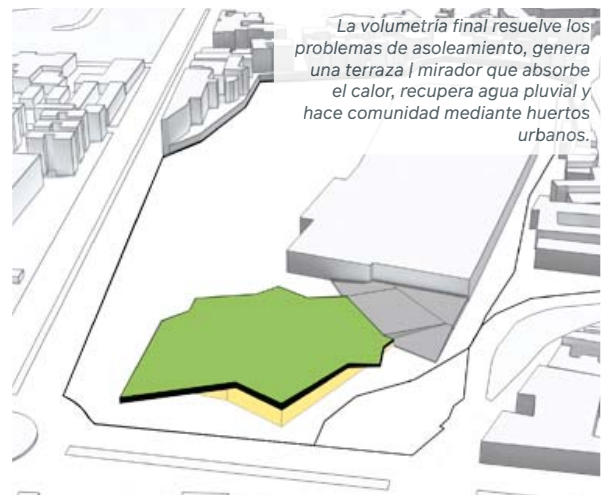 La volumetría final resuelve los
problemas de asoleamiento, genera
una terraza | mirador que absorbe
el calor, recupera agua pluvial y
hace comunidad mediante huertos
urbanos.